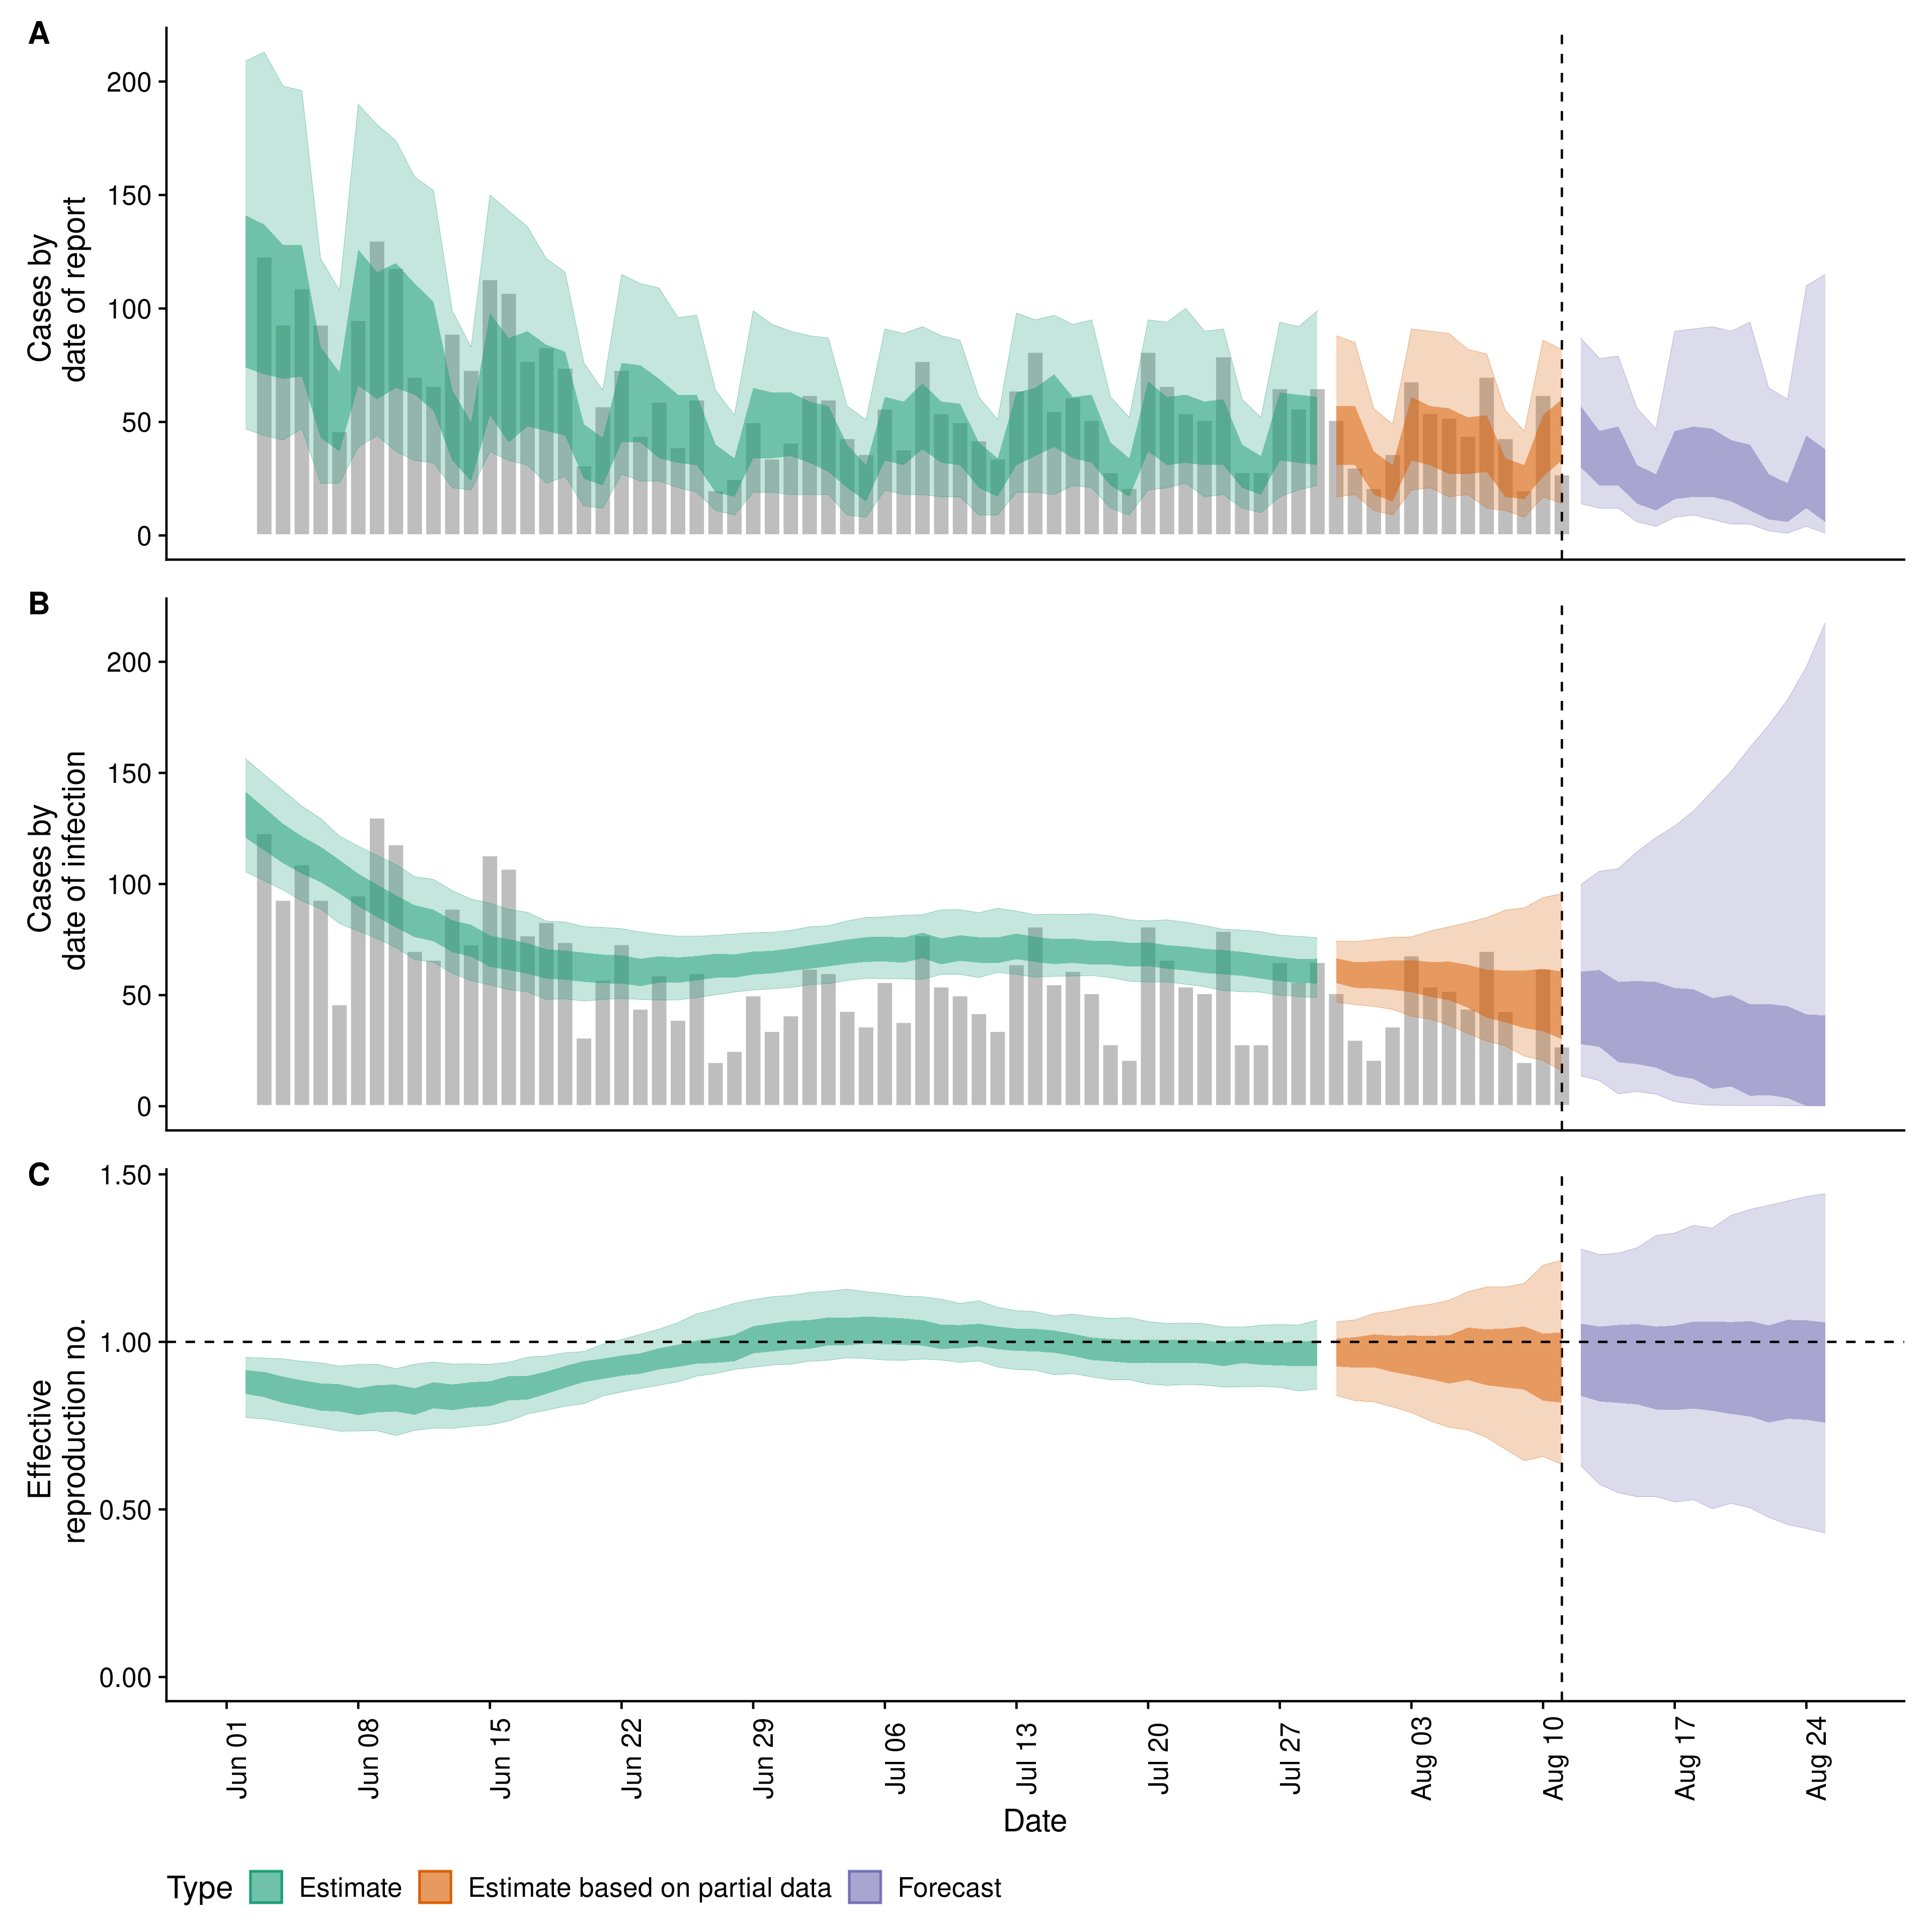 A
Cases by
date of report
200
150
100
50
0
B
Cases by
date of infection
200
150
100
50
0
C
Effective
reproduction no.
1.50
1.00
0.50
0.00
Jun 01
Jun 08
Jun 15
Jun 22
Jun 29
Jul 06
Jul 13
Jul 20
Jul 27
Aug 03
Aug 10
Aug 17
Aug 24
Date
Type Estimate Estimate based on partial data Forecast